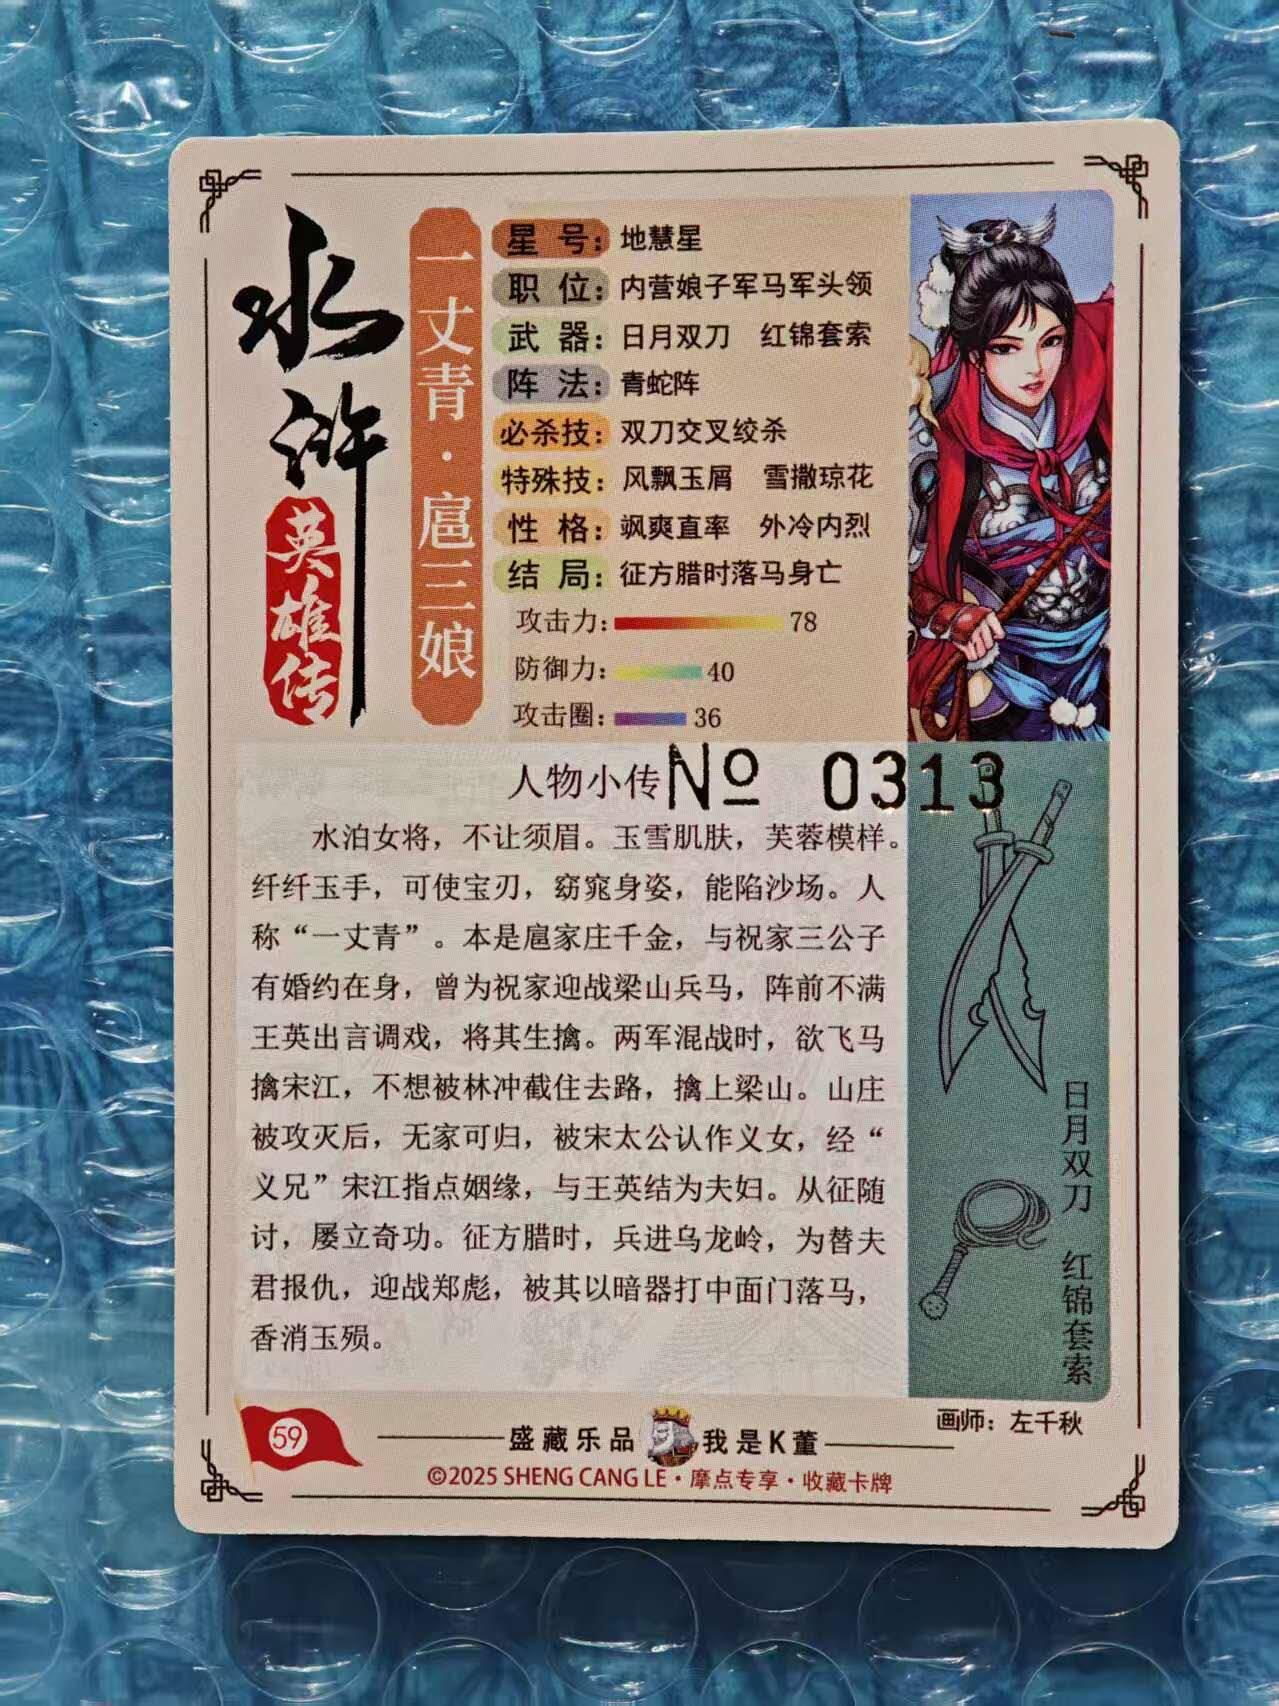 水浒
英雄传
一丈青·扈三娘
星号：地慧星
职位：内营娘子军马军头领
武器：日月双刀 红锦套索
阵法：青蛇阵
必杀技：双刀交叉绞杀
特殊技：风飘玉屑 雪撒琼花
性格：飒爽直率 外冷内烈
结局：征方腊时落马身亡
攻击力：78
防御力：40
攻击圈：36
人物小传 № 0313
水泊女将，不让须眉。玉雪肌肤，芙蓉模样。
纤纤玉手，可使宝刃，窈窕身姿，能陷沙场。人
称“一丈青”。本是扈家庄千金，与祝家三公子
有婚约在身，曾为祝家迎战梁山兵马，阵前不满
王英出言调戏，将其生擒。两军混战时，欲飞马
擒宋江，不想被林冲截住去路，擒上梁山。山庄
被攻灭后，无家可归，被宋太公认作义女，经“
义兄”宋江指点姻缘，与王英结为夫妇。从征随
讨，屡立奇功。征方腊时，兵进乌龙岭，为替夫
君报仇，迎战郑彪，被其以暗器打中面门落马，
香消玉殒。
日月双刀 红锦套索
画师：左千秋
59
盛藏乐品 我是K董
©2025 SHENG CANG LE·摩点专享·收藏卡牌